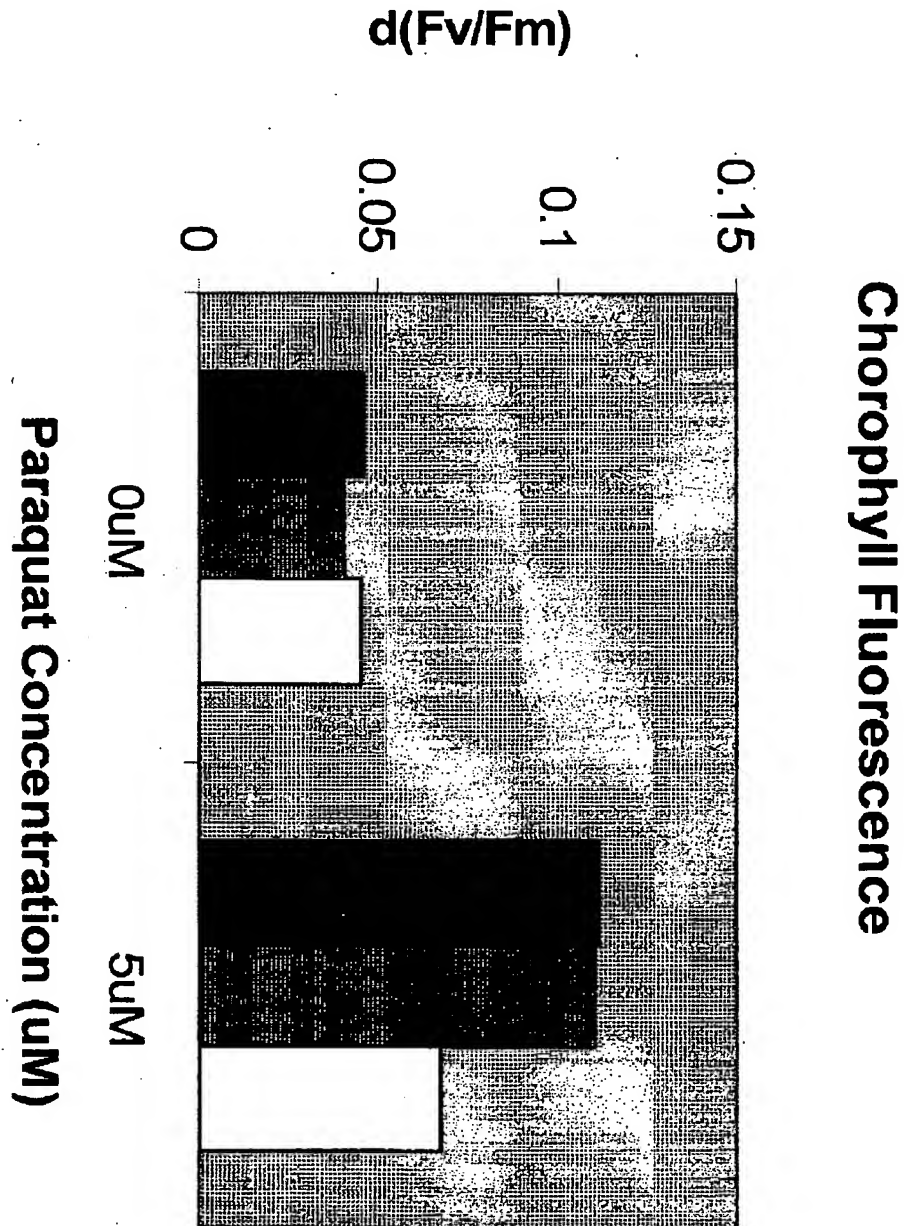 Chorophyll Fluorescence
d(Fv/Fm)
0.15
0.1
0.05
0
0uM
5uM
Paraquat Concentration (uM)